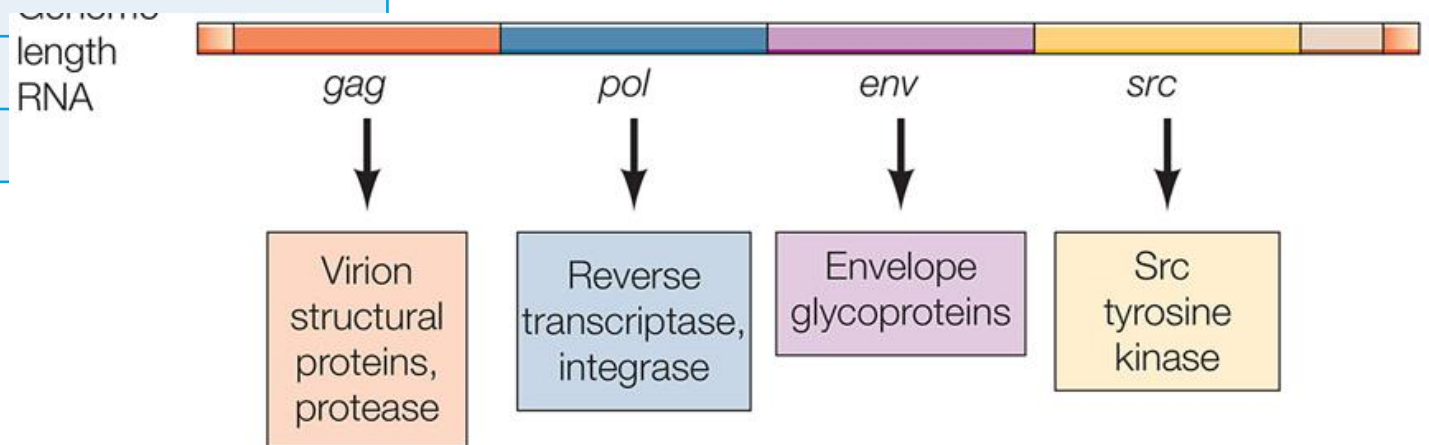 length
RNA
gag
pol
env
src
Virion
structural
proteins,
protease
Reverse
transcriptase,
integrase
Envelope
glycoproteins
Src
tyrosine
kinase